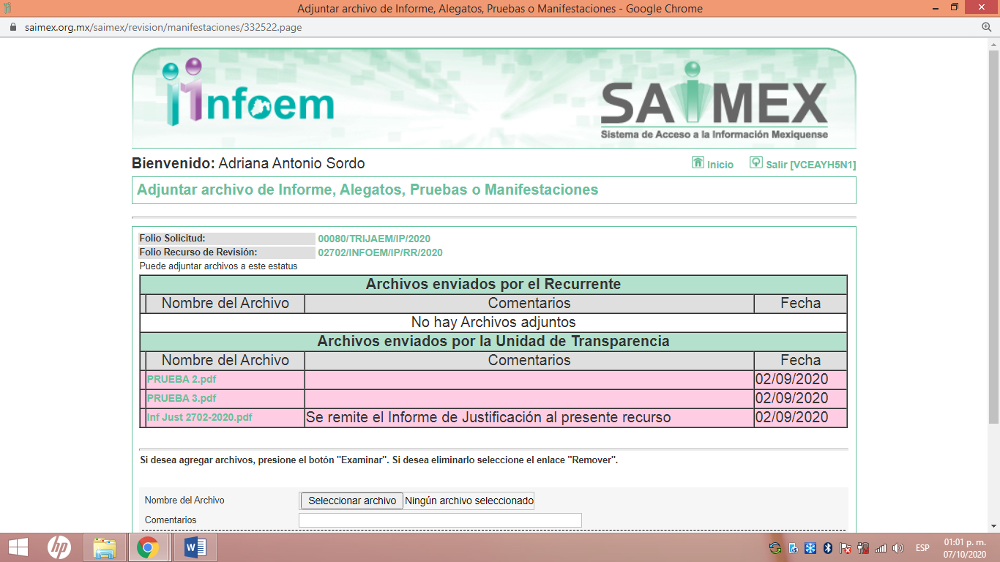 Adjuntar archivo de Informe, Alegatos, Pruebas o Manifestaciones - Google Chrome
saimex.org.mx/saimex/revision/manifestaciones/332522.page
infoem
SAIMEX
Sistema de Acceso a la Información Mexiquense
Bienvenido: Adriana Antonio Sordo
Inicio Salir [VCEAYH5N1]
Adjuntar archivo de Informe, Alegatos, Pruebas o Manifestaciones
Folio Solicitud: 00080/TRIJAEM/IP/2020
Folio Recurso de Revisión: 02702/INFOEM/IP/RR/2020
Puede adjuntar archivos a este estatus
Archivos enviados por el Recurrente
Nombre del Archivo Comentarios Fecha
No hay Archivos adjuntos
Archivos enviados por la Unidad de Transparencia
Nombre del Archivo Comentarios Fecha
PRUEBA 2.pdf 02/09/2020
PRUEBA 3.pdf 02/09/2020
Inf Just 2702-2020.pdf Se remite el Informe de Justificación al presente recurso 02/09/2020
Si desea agregar archivos, presione el botón "Examinar". Si desea eliminarlo seleccione el enlace "Remover".
Nombre del Archivo Seleccionar archivo Ningún archivo seleccionado
Comentarios
hp
ESP
01:01 p. m.
07/10/2020